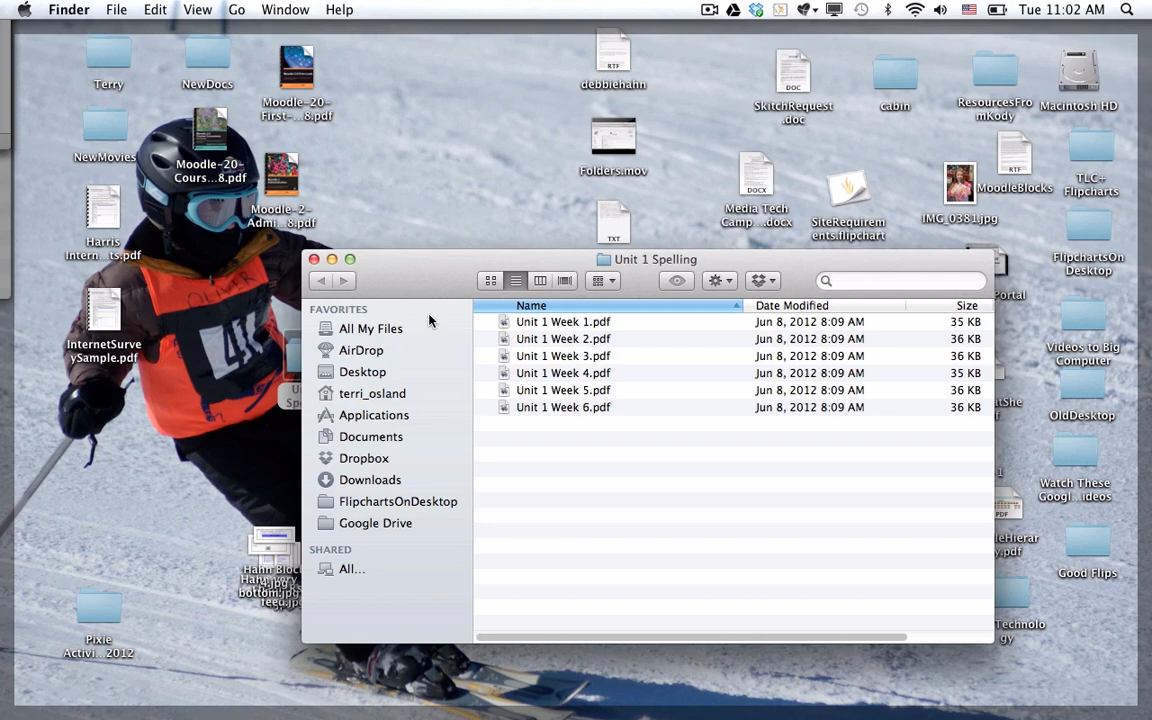 Finder File Edit View Go Window Help Tue 11:02 AM
Terry
NewDocs
Moodle-20-
First-...8.pdf
debbiehahn
SkitchRequest
.doc
cabin
ResourcesFro
mKody
Macintosh HD
NewMovies
Moodle-20-
Cours...8.pdf
Folders.mov
Moodle-2-
Admi...8.pdf
Media Tech
Camp ...docx
SiteRequirem
ents.flipchart
IMG_0381.jpg
MoodleBlocks
TLC+
Flipcharts
Harris
Intern...ts.pdf
FlipchartsOn
Desktop
Portal
InternetSurve
ySample.pdf
Videos to Big
Computer
OldDesktop
Watch These
Googl...ideos
Good Flips
Pixie
Activi...2012
Unit 1 Spelling
FAVORITES
All My Files
AirDrop
Desktop
terri_osland
Applications
Documents
Dropbox
Downloads
FlipchartsOnDesktop
Google Drive
SHARED
All...
Name Date Modified Size
Unit 1 Week 1.pdf Jun 8, 2012 8:09 AM 35 KB
Unit 1 Week 2.pdf Jun 8, 2012 8:09 AM 36 KB
Unit 1 Week 3.pdf Jun 8, 2012 8:09 AM 36 KB
Unit 1 Week 4.pdf Jun 8, 2012 8:09 AM 35 KB
Unit 1 Week 5.pdf Jun 8, 2012 8:09 AM 36 KB
Unit 1 Week 6.pdf Jun 8, 2012 8:09 AM 36 KB
RTF
DOC
DOCX
RTF
TXT
PDF
OLIVER